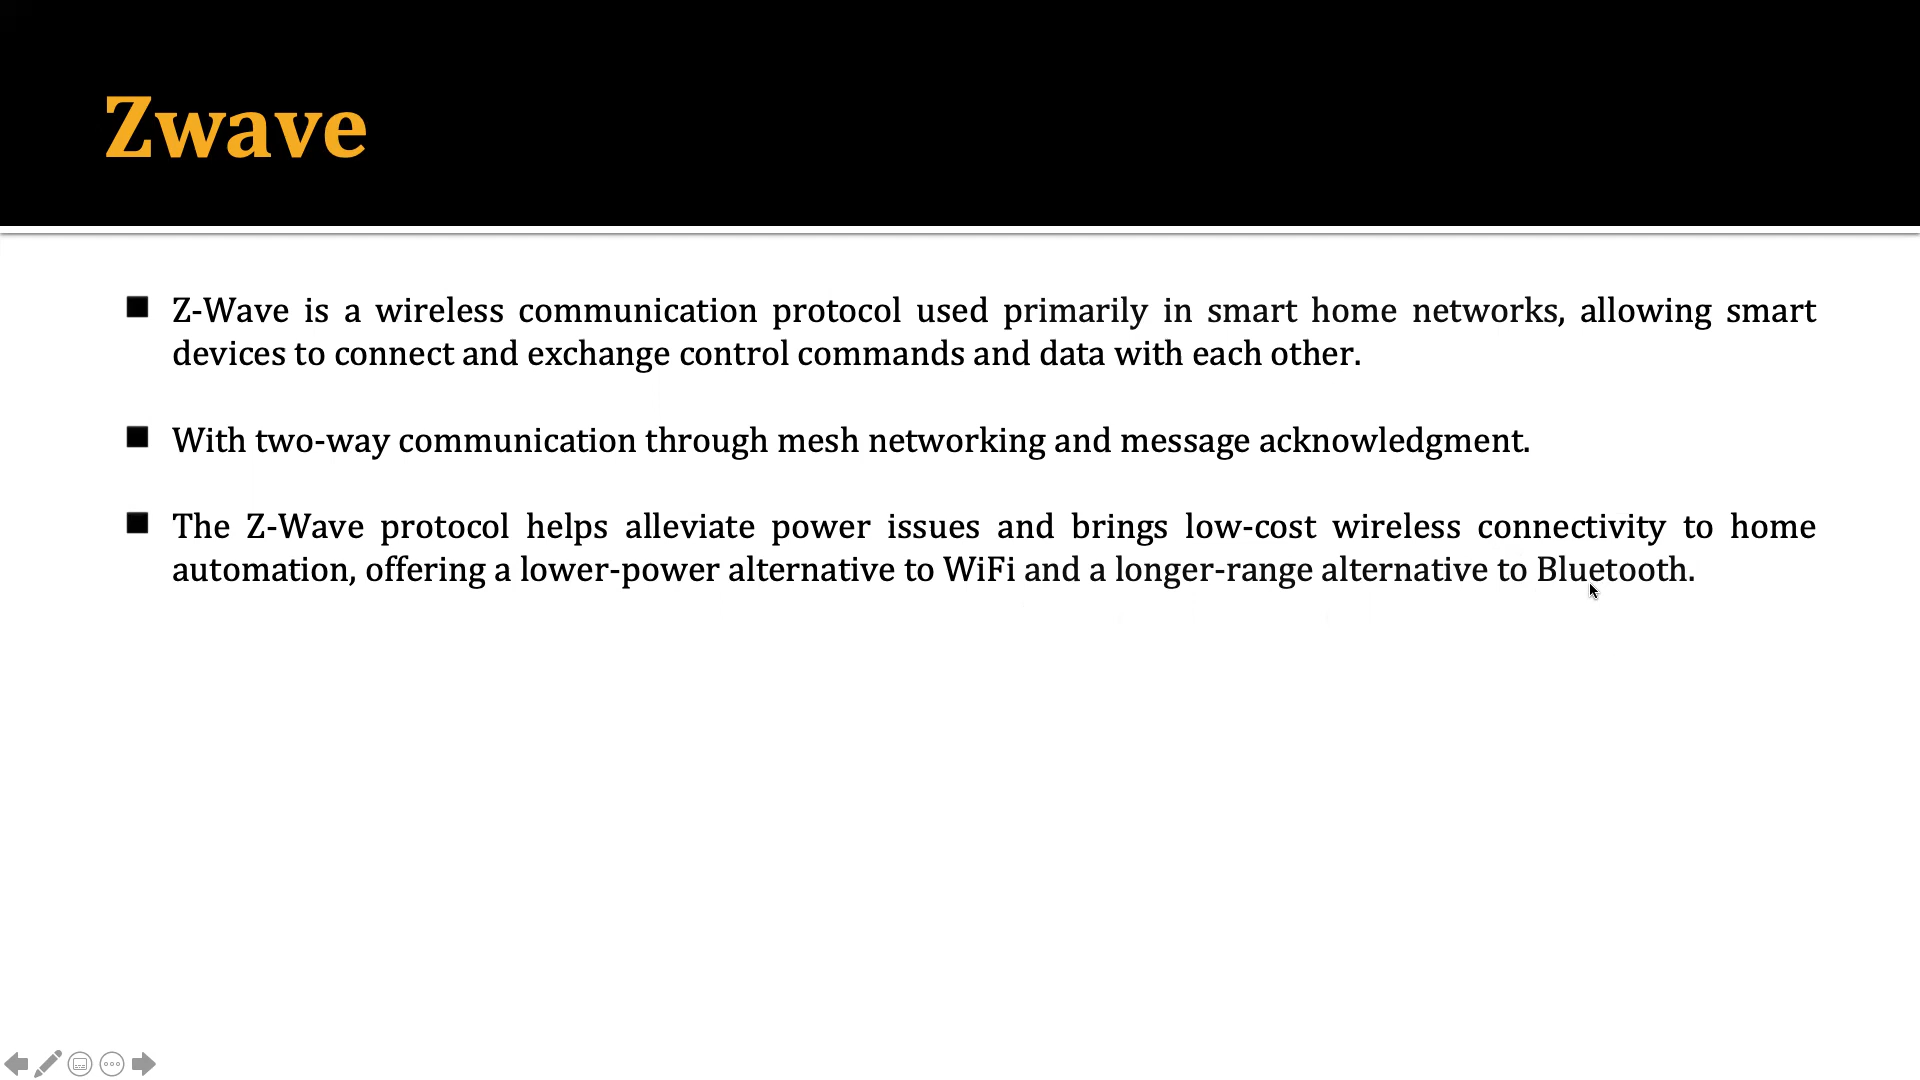 Zwave
Z-Wave is a wireless communication protocol used primarily in smart home networks, allowing smart
devices to connect and exchange control commands and data with each other.
With two-way communication through mesh networking and message acknowledgment.
The Z-Wave protocol helps alleviate power issues and brings low-cost wireless connectivity to home
automation, offering a lower-power alternative to WiFi and a longer-range alternative to Bluetooth.